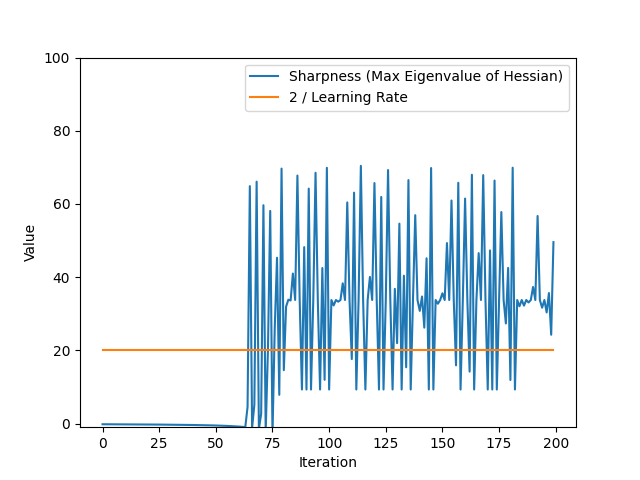 100
80
60
40
20
0
Value
Sharpness (Max Eigenvalue of Hessian)
2 / Learning Rate
0 25 50 75 100 125 150 175 200
Iteration